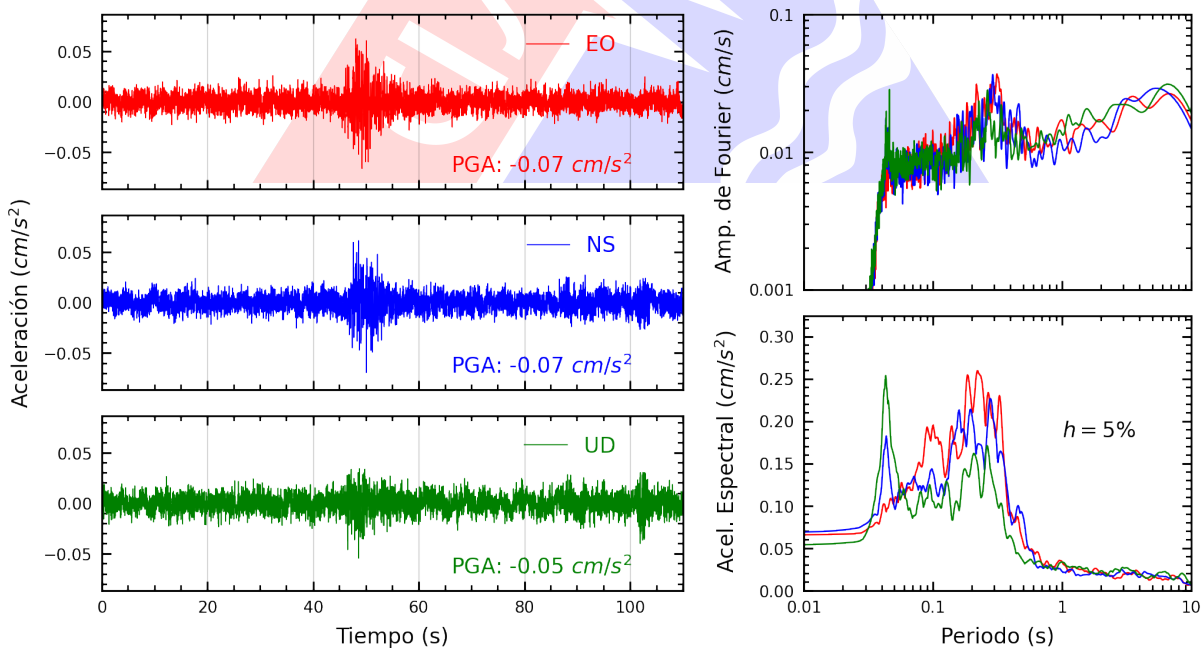 Aceleración (cm/s²)
0.05
0.00
−0.05
EO
PGA: -0.07 cm/s²
0.05
0.00
−0.05
NS
PGA: -0.07 cm/s²
0.05
0.00
−0.05
UD
PGA: -0.05 cm/s²
0 20 40 60 80 100
Tiempo (s)
Amp. de Fourier (cm/s)
0.1
0.01
0.001
Acel. Espectral (cm/s²)
0.30
0.25
0.20
0.15
0.10
0.05
0.00
h = 5%
0.01 0.1 1 10
Periodo (s)